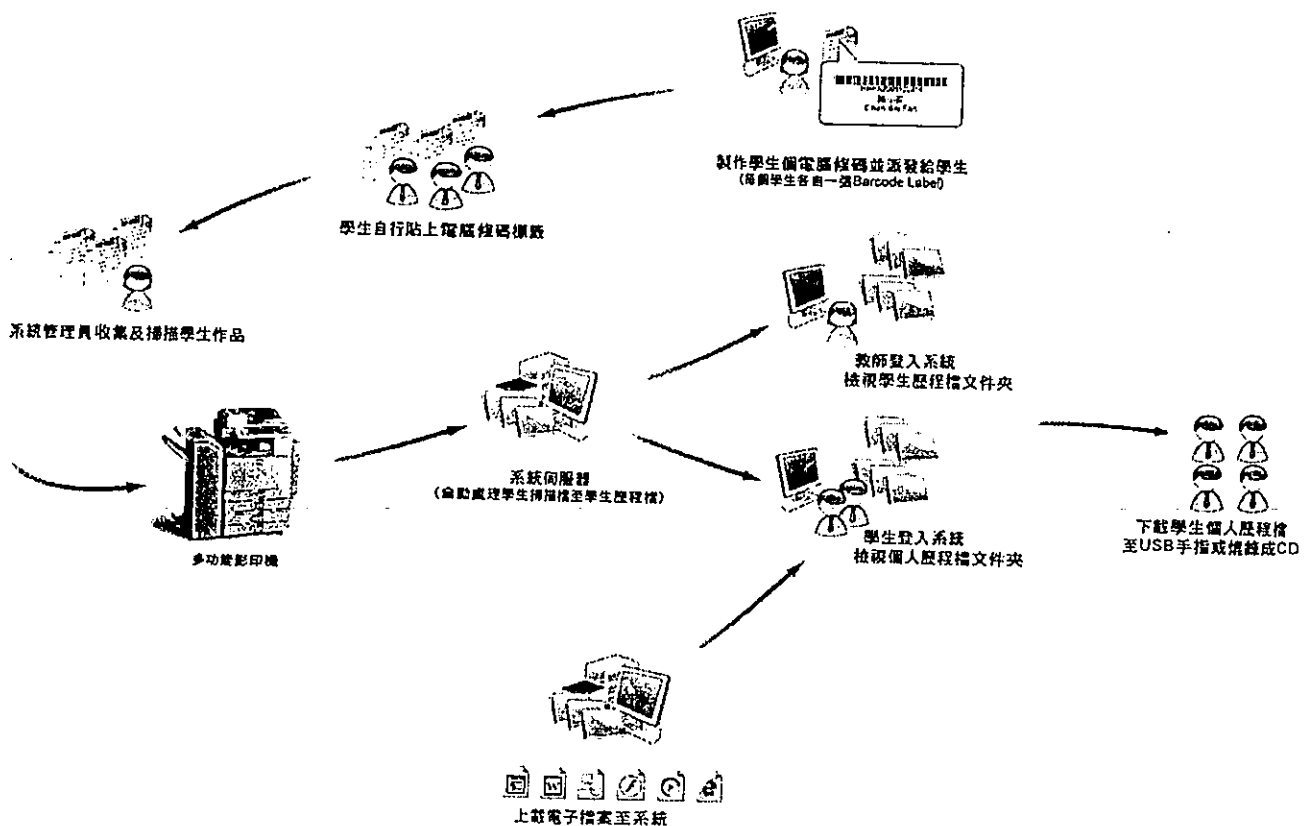 製作學生個電腦條碼並派發給學生
(每個學生各自一張Barcode Label)
學生自行貼上電腦條碼標籤
系統管理員收集及掃描學生作品
多功能影印機
系統伺服器
(自動處理學生掃描檔至學生歷程檔)
教師登入系統
檢視學生歷程檔文件夾
學生登入系統
檢視個人歷程檔文件夾
下載學生個人歷程檔
至USB手指或燒錄成CD
上載電子檔案至系統